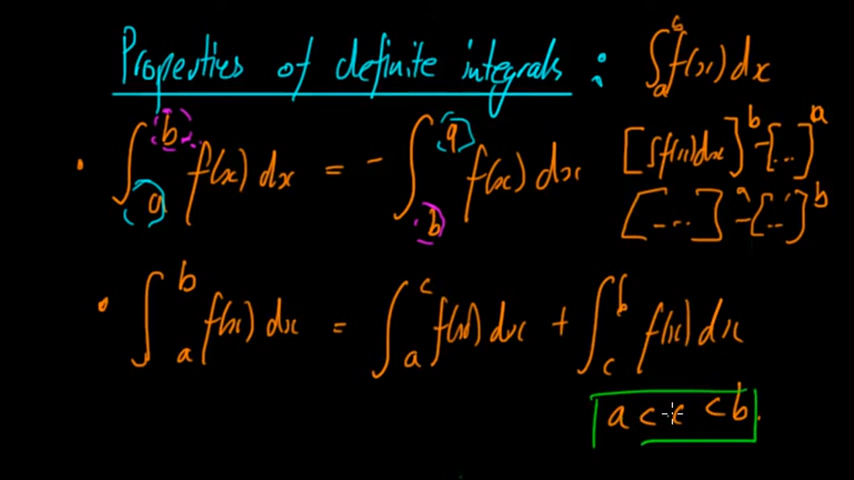 Properties of definite integrals :
∫_a^b f(x) dx
∫_a^b f(x) dx = - ∫_b^a f(x) dx
[∫f(x)dx]^b - [...]^a
[....]^a - [...]^b
• ∫_a^b f(x) dx = ∫_a^c f(x) dx + ∫_c^b f(x) dx
a < c < b.